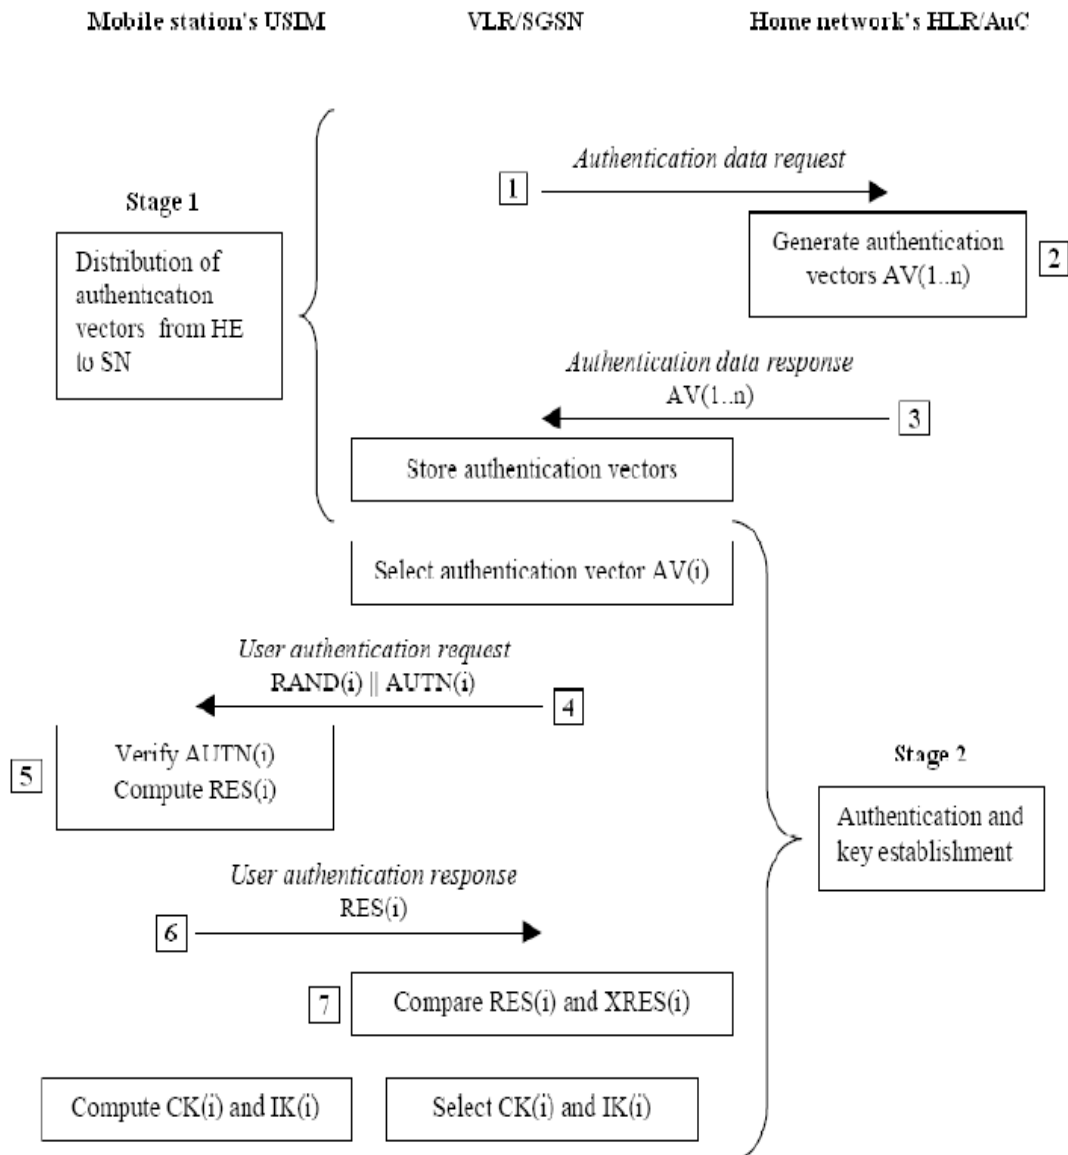 Mobile station's USIM
VLR/SGSN
Home network's HLR/AuC
Authentication data request
1
Stage 1
Generate authentication
vectors AV(1..n)
2
Distribution of
authentication
vectors from HE
to SN
Authentication data response
AV(1..n)
3
Store authentication vectors
Select authentication vector AV(i)
User authentication request
RAND(i) || AUTN(i)
4
5
Verify AUTN(i)
Compute RES(i)
Stage 2
Authentication and
key establishment
User authentication response
RES(i)
6
7
Compare RES(i) and XRES(i)
Compute CK(i) and IK(i)
Select CK(i) and IK(i)